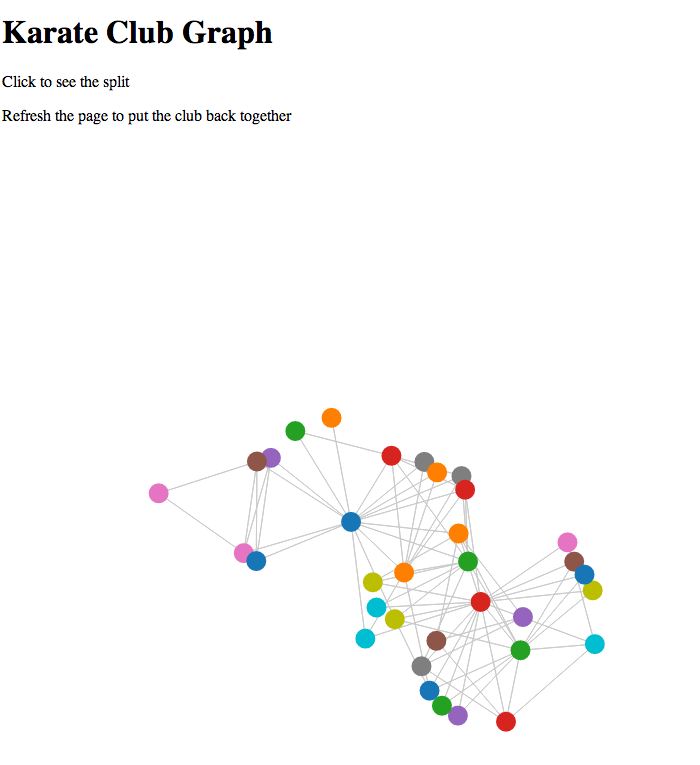 Karate Club Graph
Click to see the split
Refresh the page to put the club back together